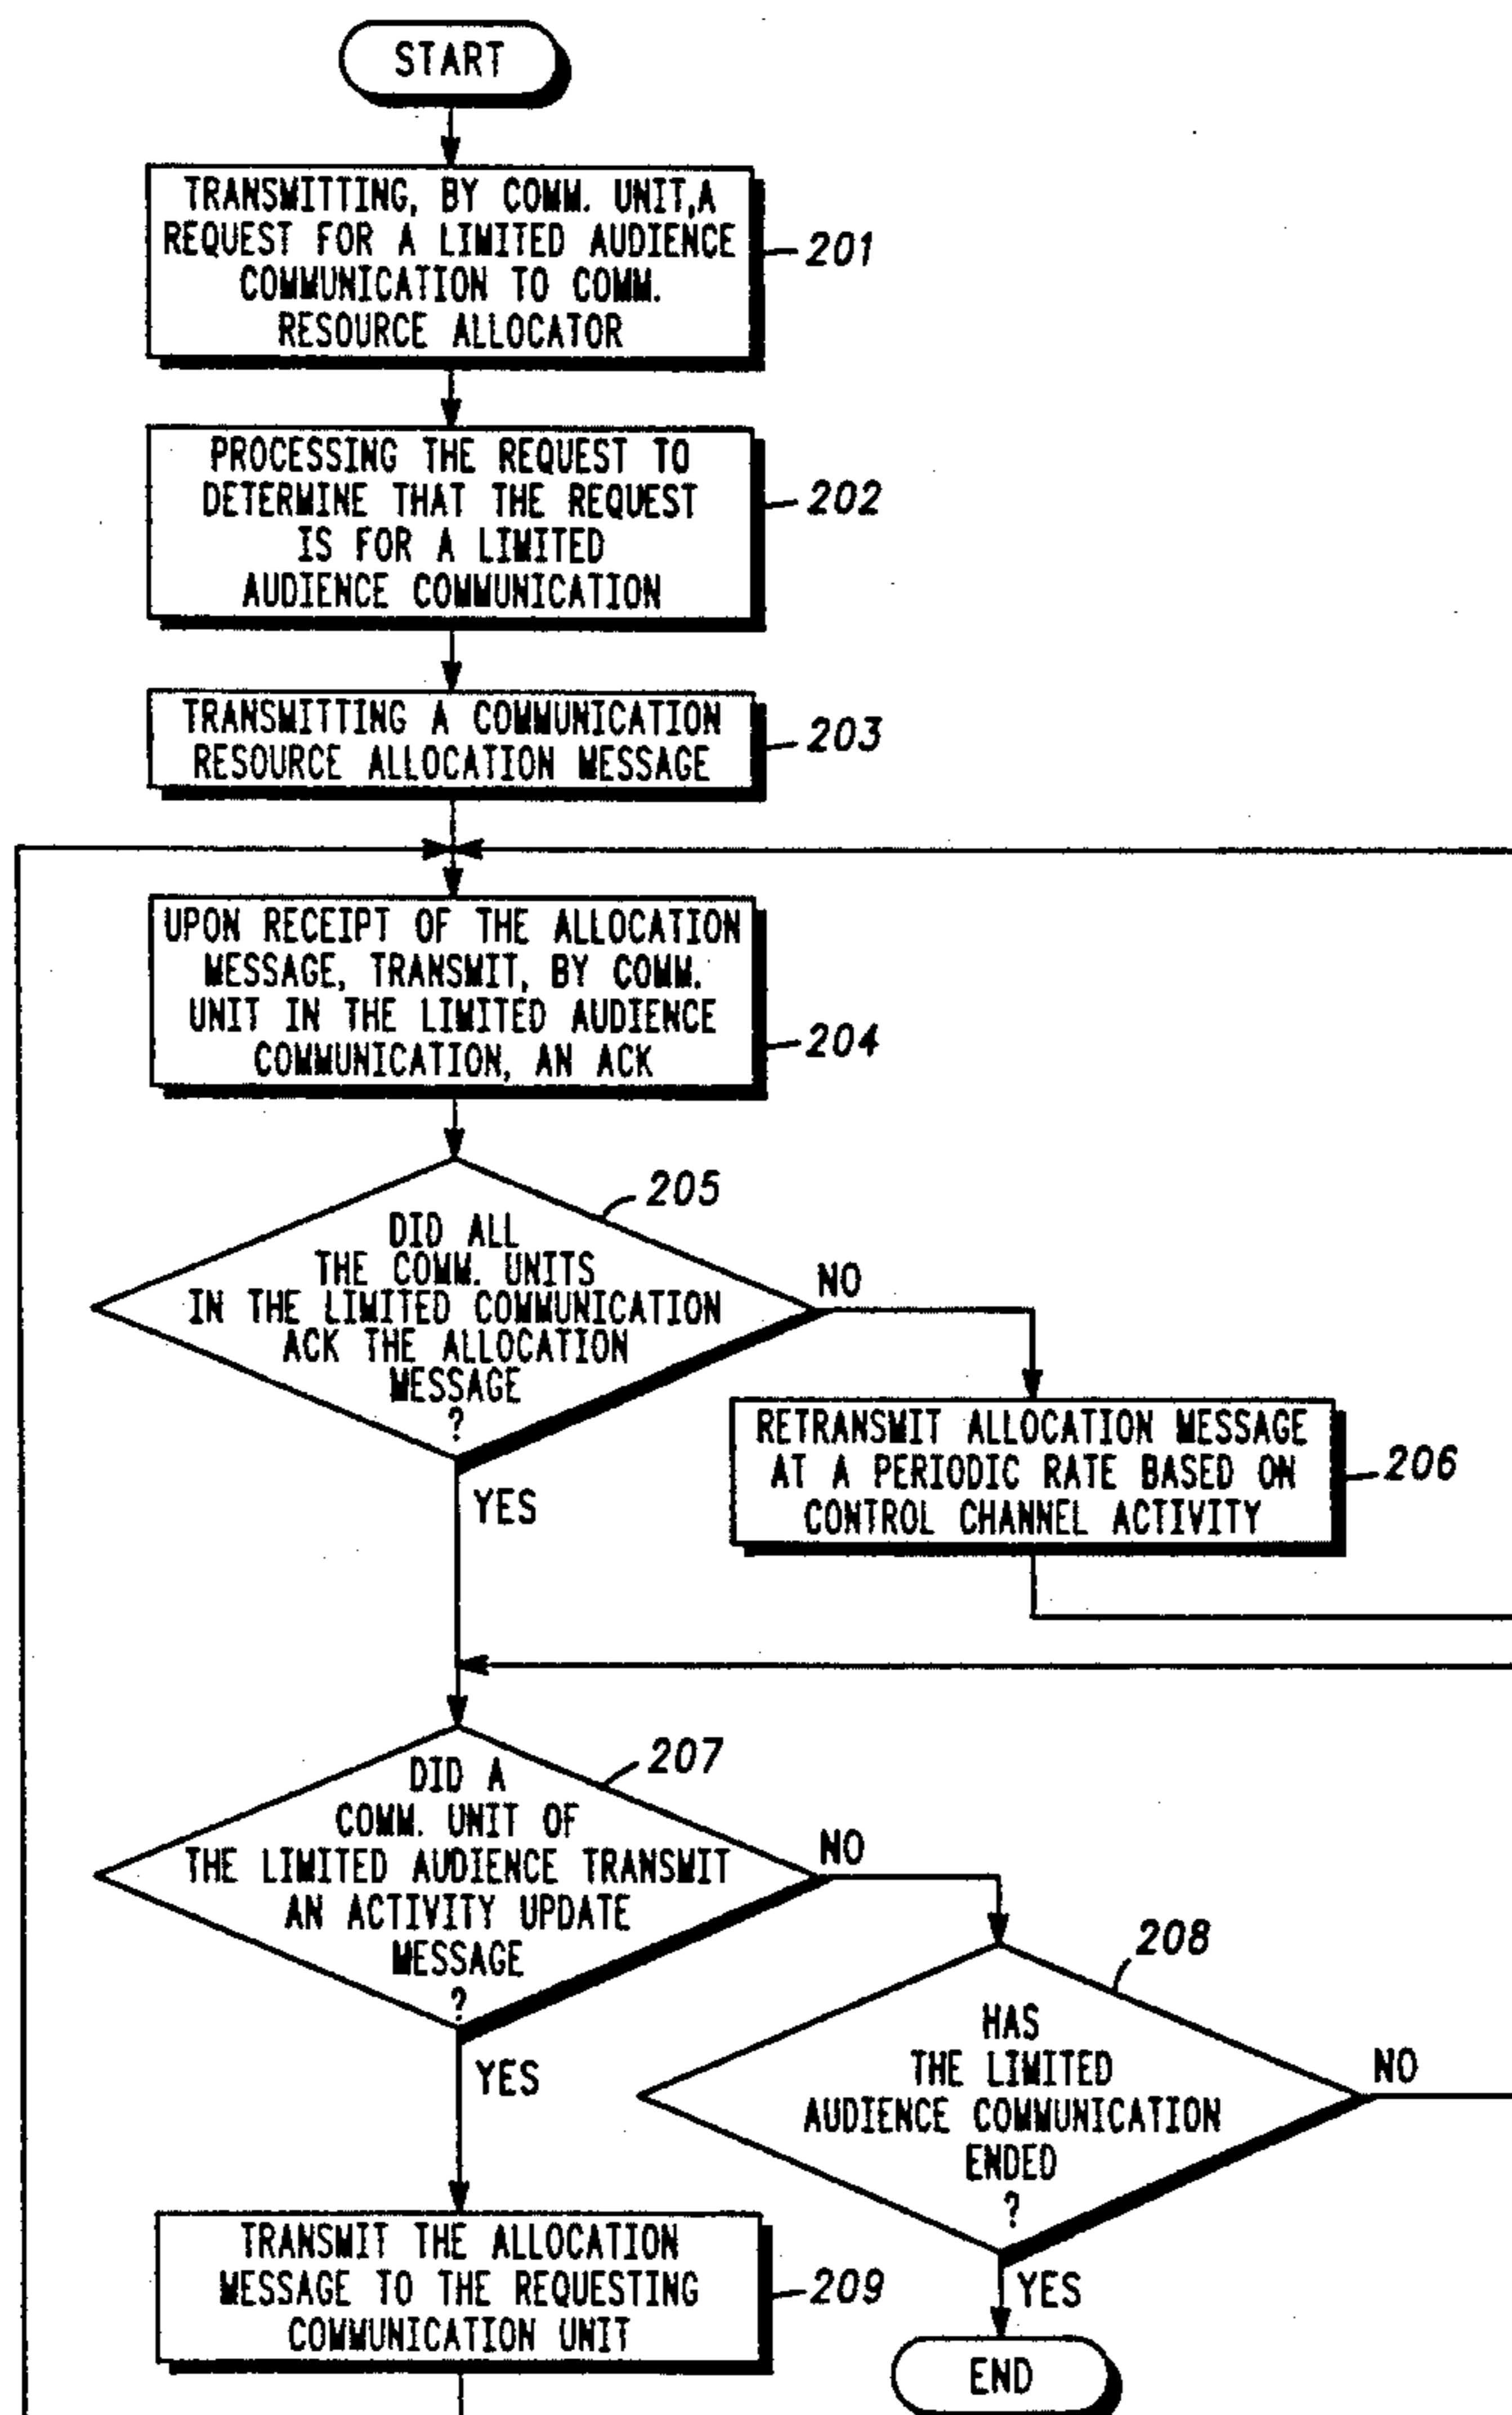 START
TRANSMITTING, BY COMM. UNIT,A
REQUEST FOR A LIMITED AUDIENCE
COMMUNICATION TO COMM.
RESOURCE ALLOCATOR
201
PROCESSING THE REQUEST TO
DETERMINE THAT THE REQUEST
IS FOR A LIMITED
AUDIENCE COMMUNICATION
202
TRANSMITTING A COMMUNICATION
RESOURCE ALLOCATION MESSAGE
203
UPON RECEIPT OF THE ALLOCATION
MESSAGE, TRANSMIT, BY COMM.
UNIT IN THE LIMITED AUDIENCE
COMMUNICATION, AN ACK
204
205
DID ALL
THE COMM. UNITS
IN THE LIMITED COMMUNICATION
ACK THE ALLOCATION
MESSAGE
?
NO
YES
RETRANSMIT ALLOCATION MESSAGE
AT A PERIODIC RATE BASED ON
CONTROL CHANNEL ACTIVITY
206
207
DID A
COMM. UNIT OF
THE LIMITED AUDIENCE TRANSMIT
AN ACTIVITY UPDATE
MESSAGE
?
NO
YES
208
HAS
THE LIMITED
AUDIENCE COMMUNICATION
ENDED
?
NO
YES
TRANSMIT THE ALLOCATION
MESSAGE TO THE REQUESTING
COMMUNICATION UNIT
209
END